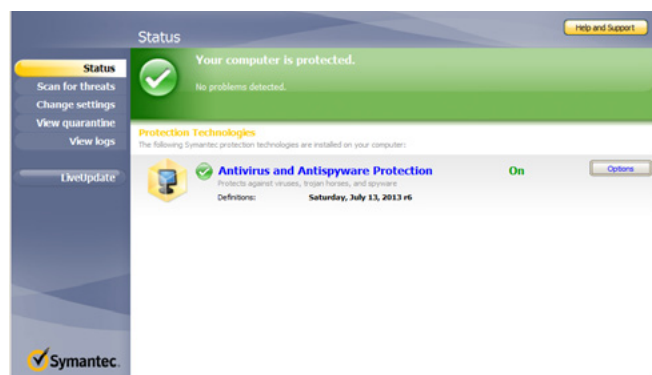 Status
Help and Support
Status
Scan for threats
Change settings
View quarantine
View logs
LiveUpdate
Your computer is protected.
No problems detected.
Protection Technologies
The following Symantec protection technologies are installed on your computer:
Antivirus and Antispyware Protection
On
Options
Protects against viruses, trojan horses, and spyware
Definitions: Saturday, July 13, 2013 r6
Symantec.